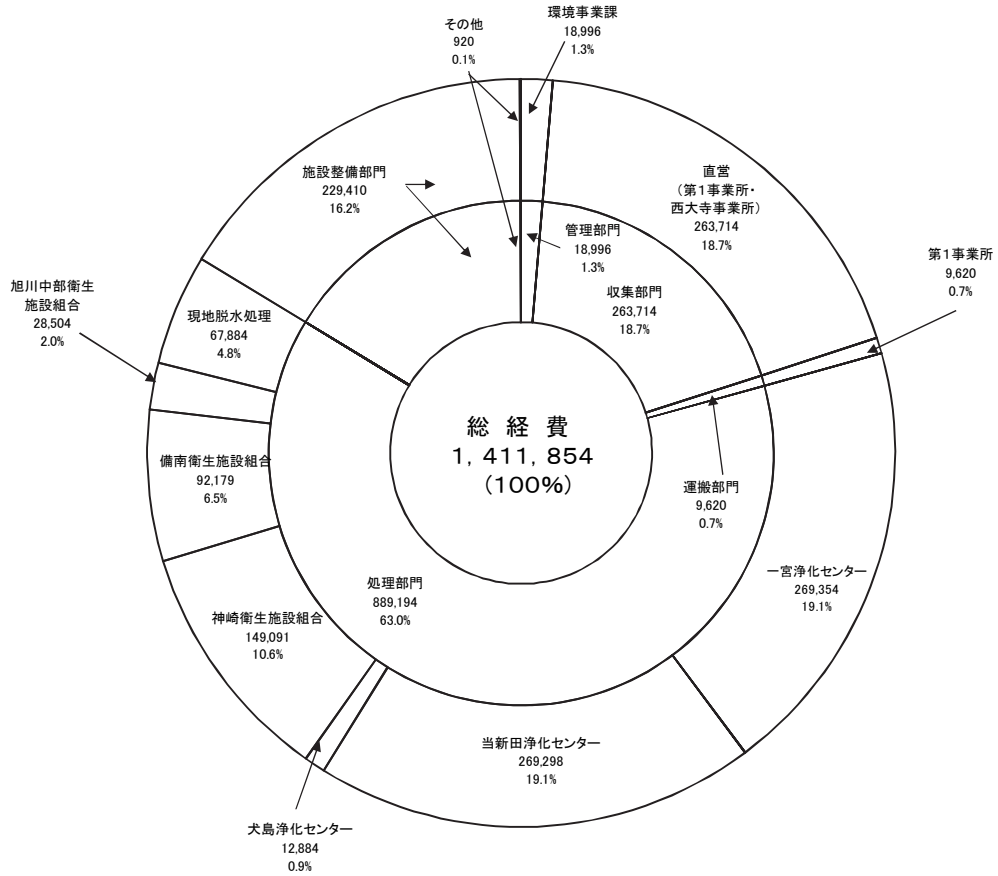 その他
920
0.1%
環境事業課
18,996
1.3%
施設整備部門
229,410
16.2%
直営
(第1事業所・
西大寺事業所)
263,714
18.7%
管理部門
18,996
1.3%
収集部門
263,714
18.7%
第1事業所
9,620
0.7%
旭川中部衛生
施設組合
28,504
2.0%
現地脱水処理
67,884
4.8%
総 経 費
1,411,854
(100%)
備南衛生施設組合
92,179
6.5%
運搬部門
9,620
0.7%
一宮浄化センター
269,354
19.1%
処理部門
889,194
63.0%
神崎衛生施設組合
149,091
10.6%
当新田浄化センター
269,298
19.1%
犬島浄化センター
12,884
0.9%